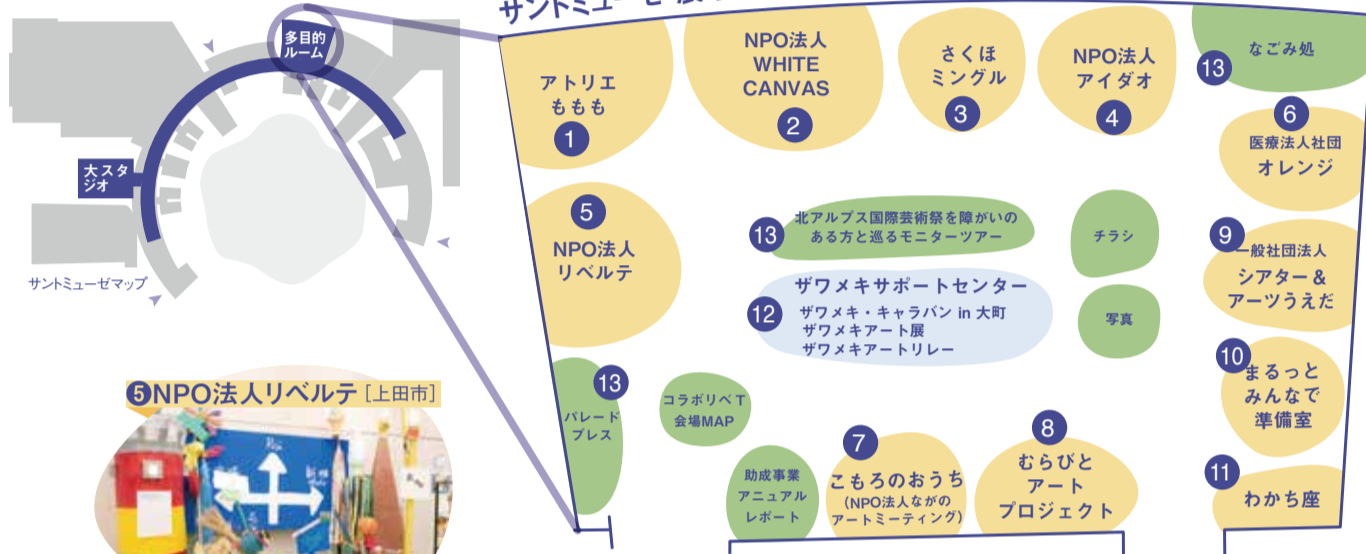 多目的
ルーム
大スタ
ジオ
サントミューゼマップ
アトリエ
ももも
1
NPO法人
WHITE
CANVAS
2
さくほ
ミングル
3
NPO法人
アイダオ
4
なごみ処
13
6
医療法人社団
オレンジ
5
NPO法人
リベルテ
13
北アルプス国際芸術祭を障がいの
ある方と巡るモニターツアー
チラシ
9
一般社団法人
シアター&
アーツうえだ
12
ザワメキサポートセンター
ザワメキ・キャラバン in 大町
ザワメキアート展
ザワメキアートリレー
写真
10
まるっと
みんなで
準備室
13
パレード
プレス
コラボリベT
会場MAP
助成事業
アニュアル
レポート
7
こもろのおうち
(NPO法人ながの
アートミーティング)
8
むらびと
アート
プロジェクト
11
わかち座
❺NPO法人リベルテ [上田市]